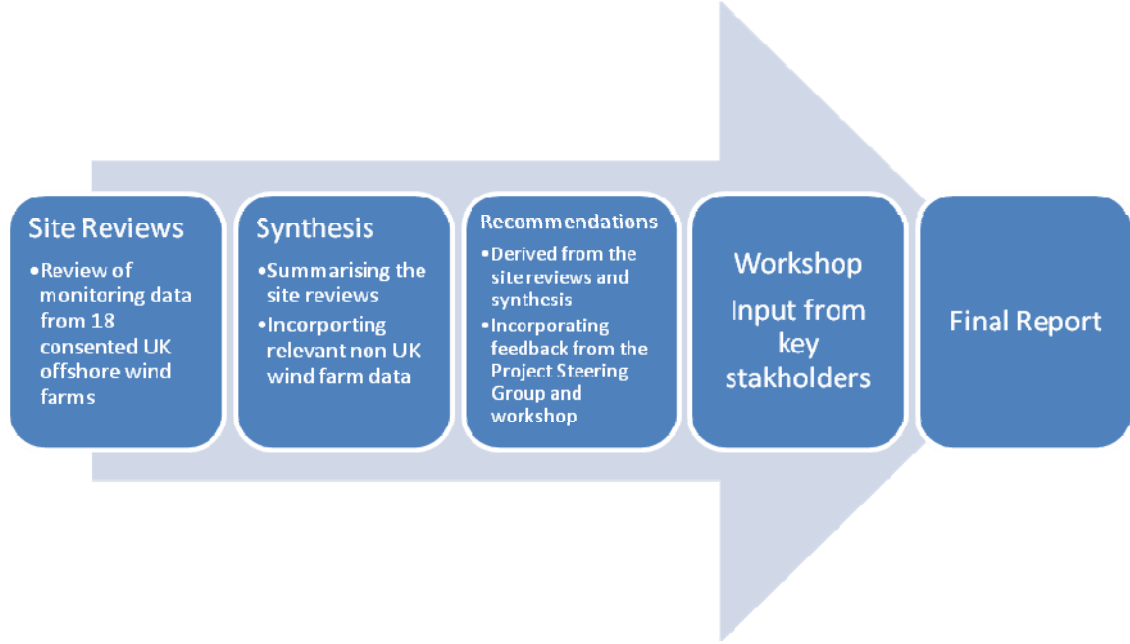 Site Reviews
•Review of
monitoring data
from 18
consented UK
offshore wind
farms
Synthesis
•Summarising the
site reviews
•Incorporting
relevant non UK
wind farm data
Recommendations
•Derived from the
site reviews and
synthesis
•Incorporating
feedback from the
Project Steering
Group and
workshop
Workshop
Input from
key
stakholders
Final Report